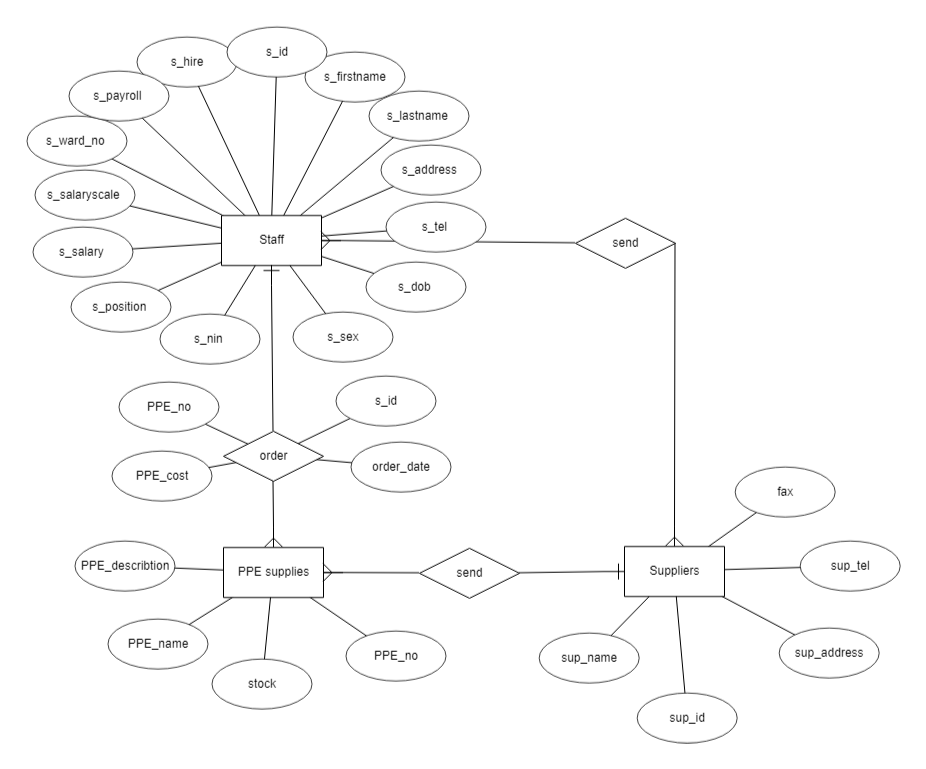 s_id
s_hire
s_firstname
s_payroll
s_lastname
s_ward_no
s_address
s_salaryscale
s_tel
Staff
send
s_salary
s_dob
s_position
s_nin
s_sex
PPE_no
s_id
order
PPE_cost
order_date
fax
PPE_describtion
PPE supplies
send
Suppliers
sup_tel
PPE_name
PPE_no
sup_name
sup_address
stock
sup_id